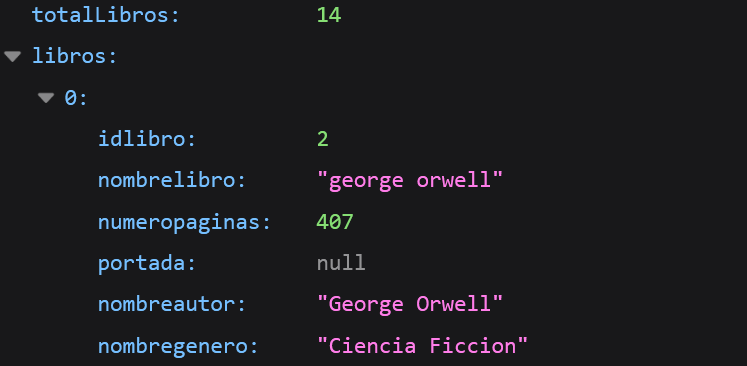 totalLibros: 14
libros:
0:
idlibro: 2
nombrelibro: "george orwell"
numeropaginas: 407
portada: null
nombreautor: "George Orwell"
nombregenero: "Ciencia Ficcion"